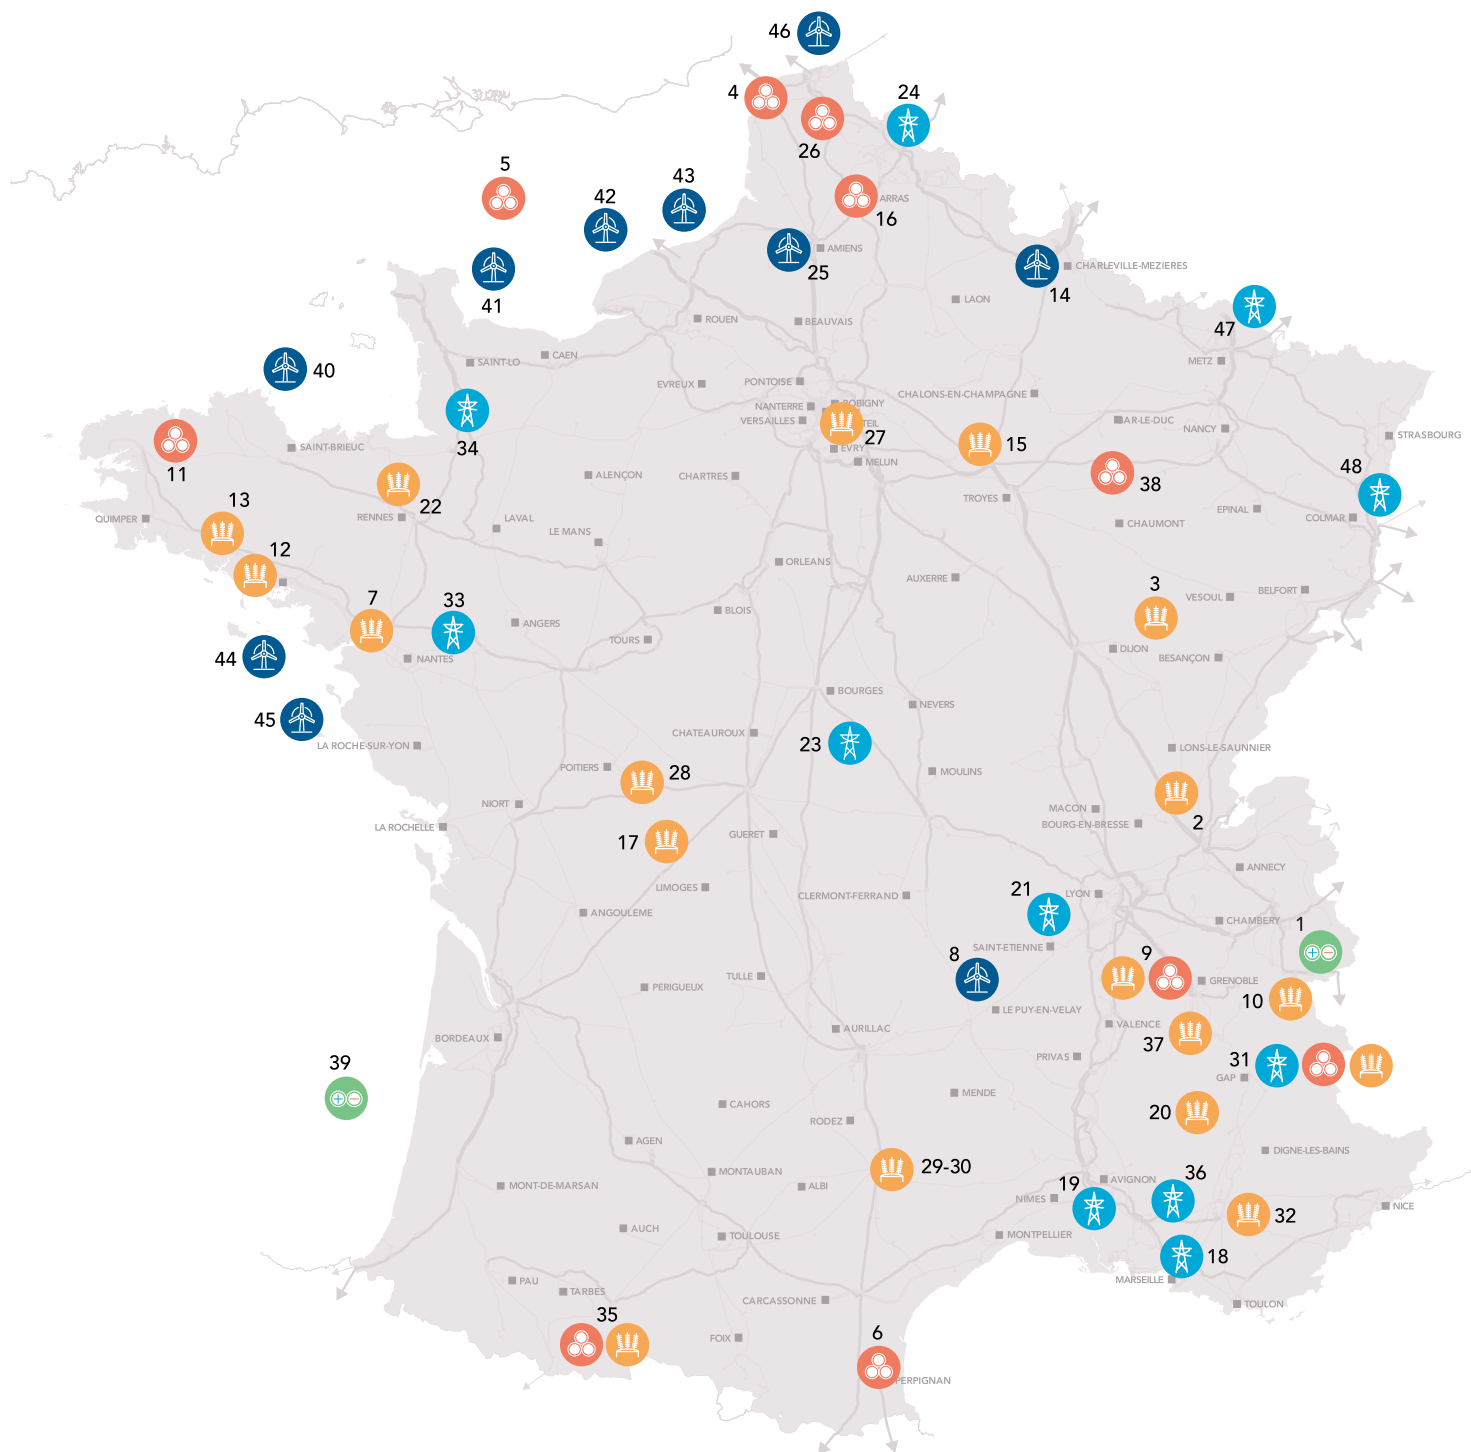 46
24
4
26
5
43
42
ARRAS
16
AMIENS
25
CHARLEVILLE-MEZIERES
14
41
LAON
47
ROUEN
BEAUVAIS
METZ
SAINT-LO
CAEN
40
EVREUX
PONTOISE
CHALONS-EN-CHAMPAGNE
NANTERRE
VERSAILLES
27
BAR-LE-DUC
NANCY
STRASBOURG
34
SAINT-BRIEUC
EVRY
15
MELUN
11
ALENÇON
CHARTRES
48
38
13
22
TROYES
EPINAL
COLMAR
QUIMPER
RENNES
LAVAL
CHAUMONT
LE MANS
12
ORLEANS
AUXERRE
3
VESOUL
BELFORT
7
33
BLOIS
ANGERS
TOURS
DIJON
44
NANTES
BESANÇON
BOURGES
NEVERS
45
LA ROCHE-SUR-YON
CHATEAUROUX
23
LONS-LE-SAUNNIER
POITIERS
28
MOULINS
NIORT
MACON
BOURG-EN-BRESSE
2
LA ROCHELLE
17
GUERET
ANNECY
LIMOGES
CLERMONT-FERRAND
21
LYON
ANGOULEME
CHAMBERY
1
SAINT-ETIENNE
8
9
TULLE
PERIGUEUX
GRENOBLE
10
LE PUY-EN-VELAY
AURILLAC
VALENCE
BORDEAUX
37
PRIVAS
39
31
GAP
MENDE
CAHORS
RODEZ
20
AGEN
DIGNE-LES-BAINS
29-30
MONTAUBAN
36
MONT-DE-MARSAN
ALBI
19
AVIGNON
NIMES
NICE
32
AUCH
TOULOUSE
MONTPELLIER
18
PAU
MARSEILLE
TARBES
CARCASSONNE
TOULON
35
6
FOIX
PERPIGNAN